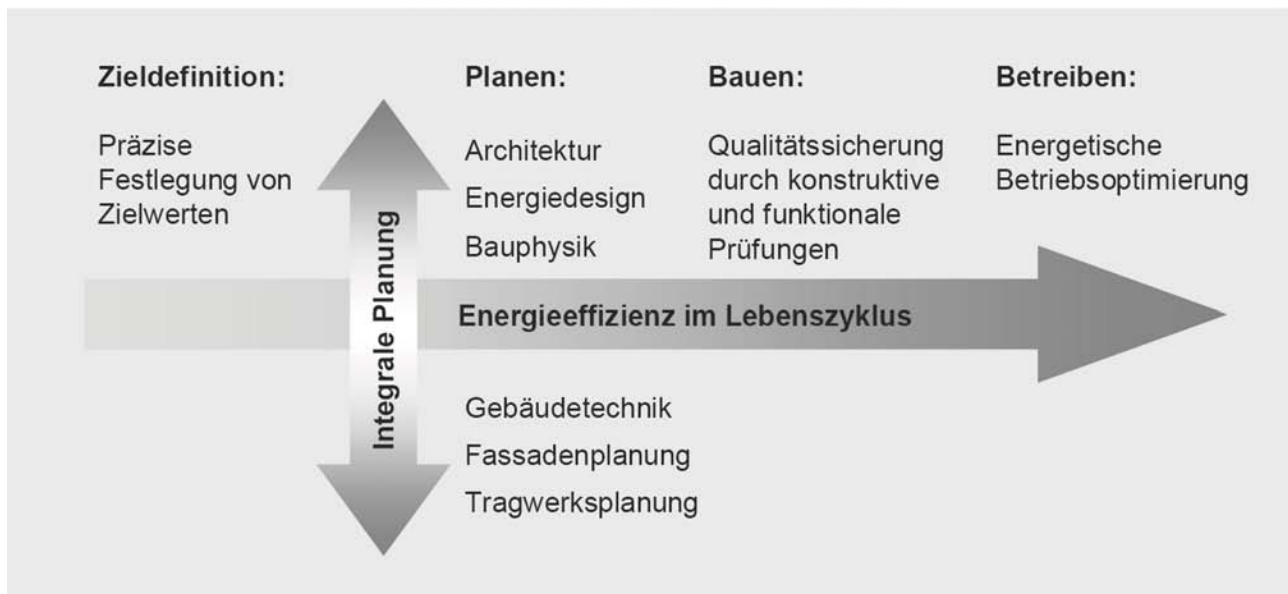 Zieldefinition:
Präzise
Festlegung von
Zielwerten
Integrale Planung
Planen:
Architektur
Energiedesign
Bauphysik
Bauen:
Qualitätssicherung
durch konstruktive
und funktionale
Prüfungen
Betreiben:
Energetische
Betriebsoptimierung
Energieeffizienz im Lebenszyklus
Gebäudetechnik
Fassadenplanung
Tragwerksplanung